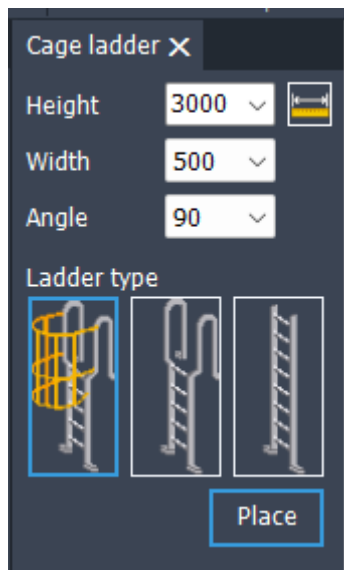 Cage ladder
Height 3000
Width 500
Angle 90
Ladder type
Place